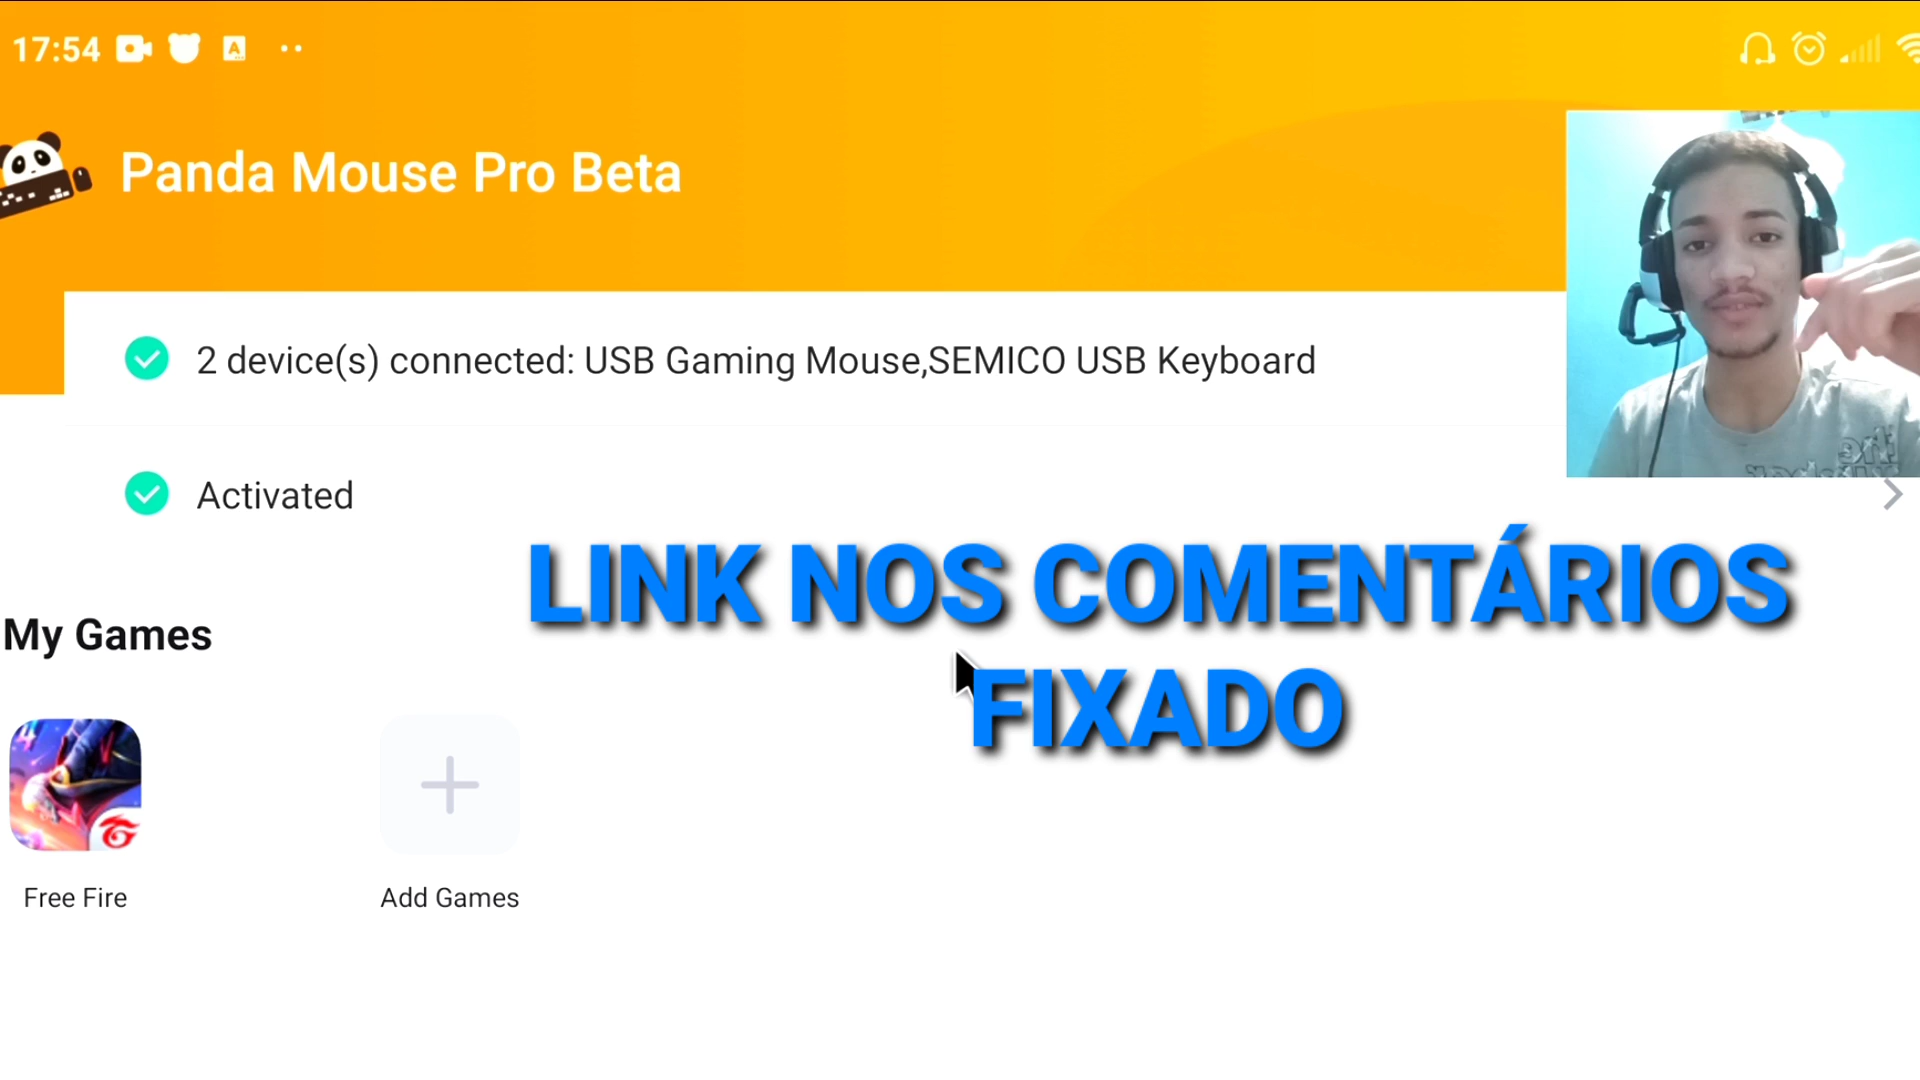 17:54
Panda Mouse Pro Beta
2 device(s) connected: USB Gaming Mouse,SEMICO USB Keyboard
Activated
LINK NOS COMENTÁRIOS
FIXADO
My Games
Free Fire
Add Games